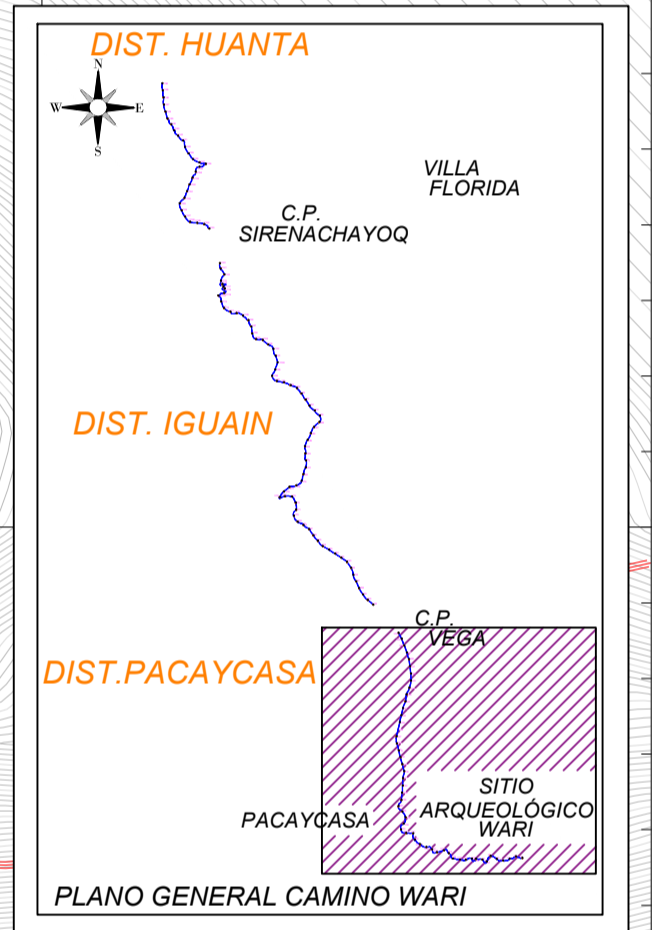 DIST. HUANTA
N
W E
S
VILLA
FLORIDA
C.P.
SIRENACHAYOQ
DIST. IGUAIN
C.P.
VEGA
DIST.PACAYCASA
SITIO
ARQUEOLÓGICO
WARI
PACAYCASA
PLANO GENERAL CAMINO WARI